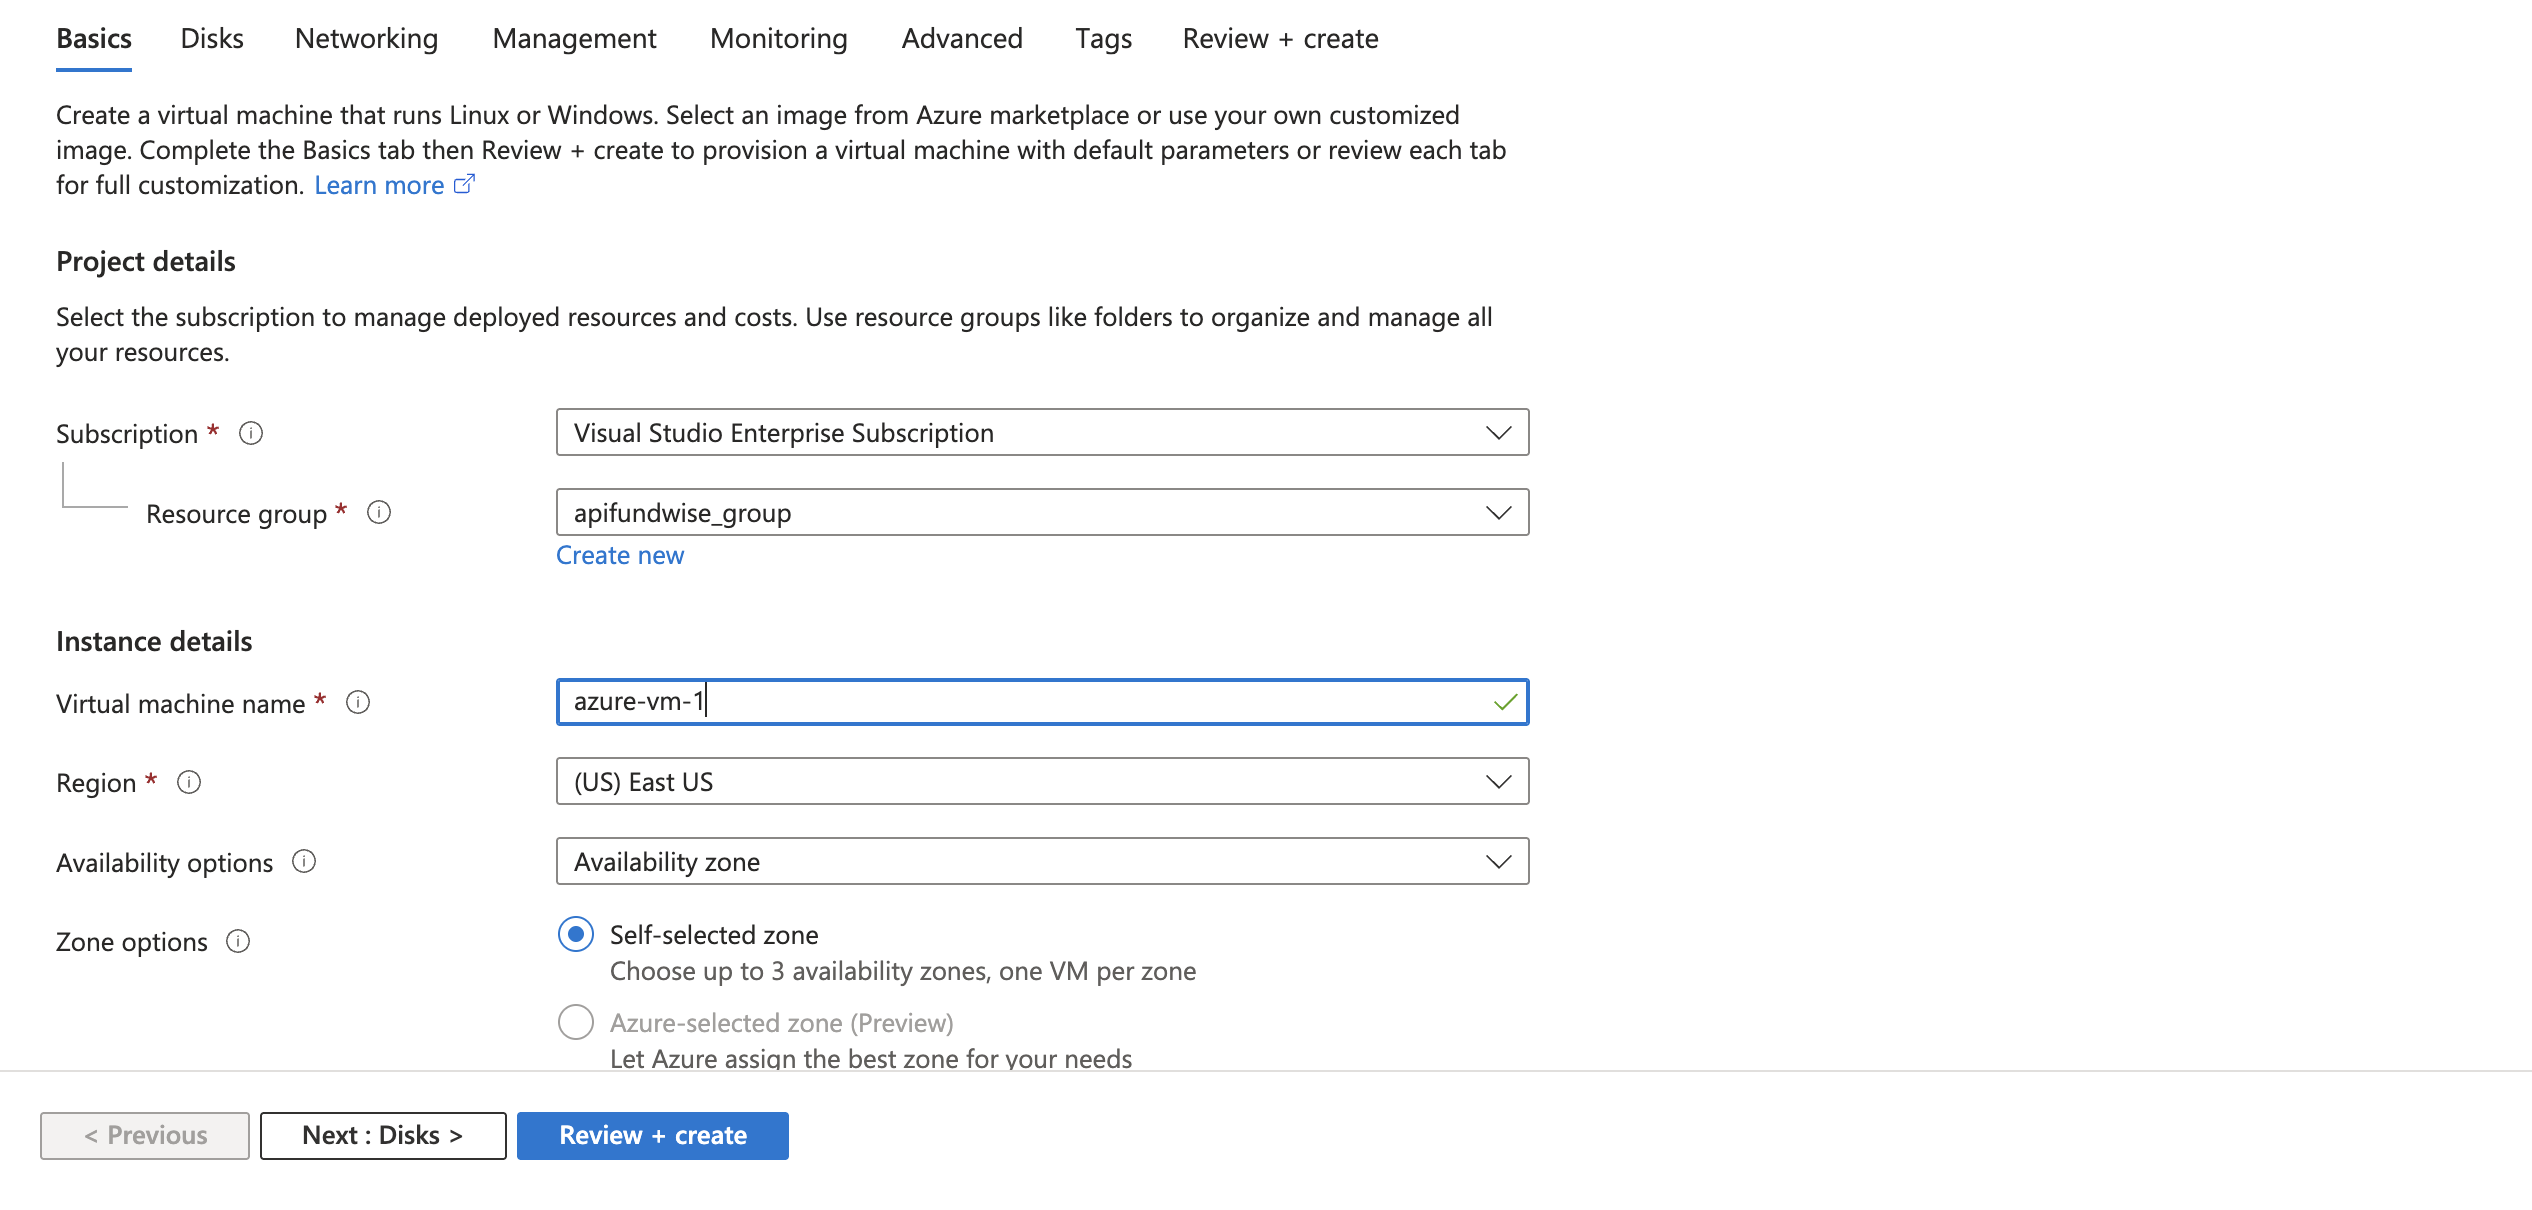 Basics Disks Networking Management Monitoring Advanced Tags Review + create
Create a virtual machine that runs Linux or Windows. Select an image from Azure marketplace or use your own customized
image. Complete the Basics tab then Review + create to provision a virtual machine with default parameters or review each tab
for full customization. Learn more
Project details
Select the subscription to manage deployed resources and costs. Use resource groups like folders to organize and manage all
your resources.
Subscription * Visual Studio Enterprise Subscription
Resource group * apifundwise_group
Create new
Instance details
Virtual machine name * azure-vm-1
Region * (US) East US
Availability options Availability zone
Zone options Self-selected zone
Choose up to 3 availability zones, one VM per zone
Azure-selected zone (Preview)
Let Azure assign the best zone for your needs
< Previous Next : Disks > Review + create